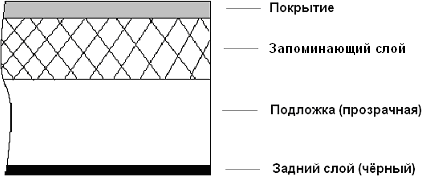 Покрытие
Запоминающий слой
Подложка (прозрачная)
Задний слой (чёрный)